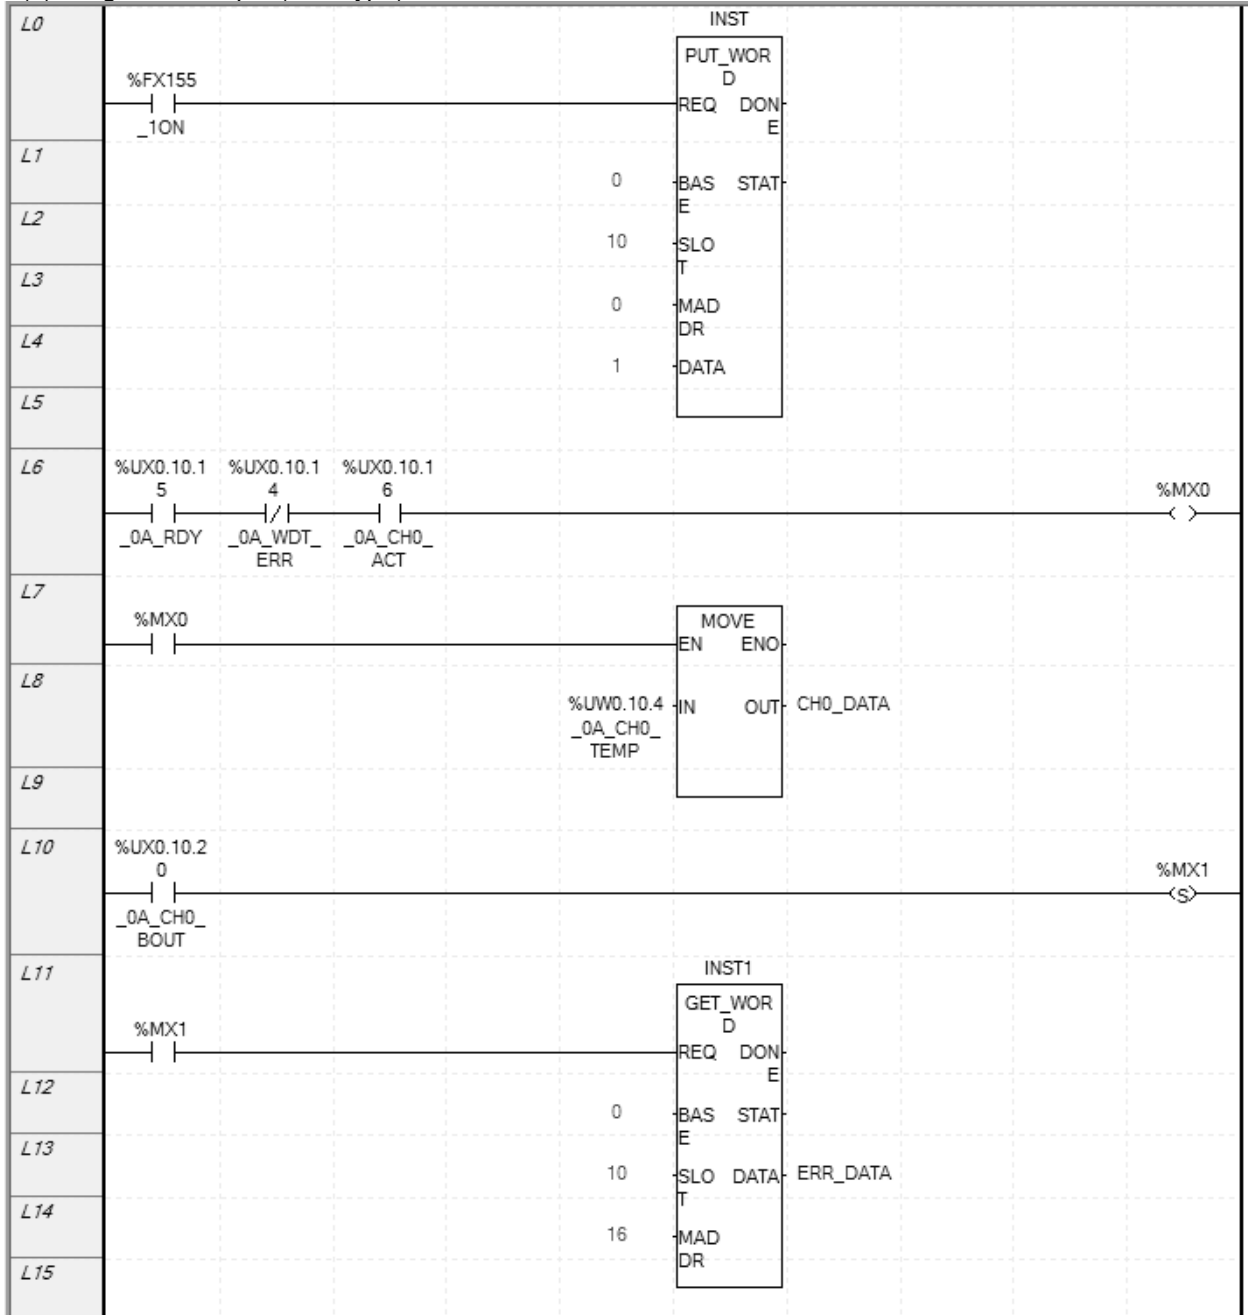 L0
INST
PUT_WOR
D
%FX155
REQ DON
E
_1ON
L1
0
BAS STAT
E
L2
10
SLO
T
L3
0
MAD
DR
L4
1
DATA
L5
L6
%UX0.10.1 %UX0.10.1 %UX0.10.1
5 4 6
%MX0
_0A_RDY _0A_WDT_ _0A_CH0_
ERR ACT
L7
%MX0
MOVE
EN ENO
L8
%UW0.10.4 IN OUT CH0_DATA
_0A_CH0_
TEMP
L9
L10
%UX0.10.2
0
%MX1
S
_0A_CH0_
BOUT
L11
INST1
GET_WOR
D
%MX1
REQ DON
E
L12
0
BAS STAT
E
L13
10
SLO DATA ERR_DATA
T
L14
16
MAD
DR
L15